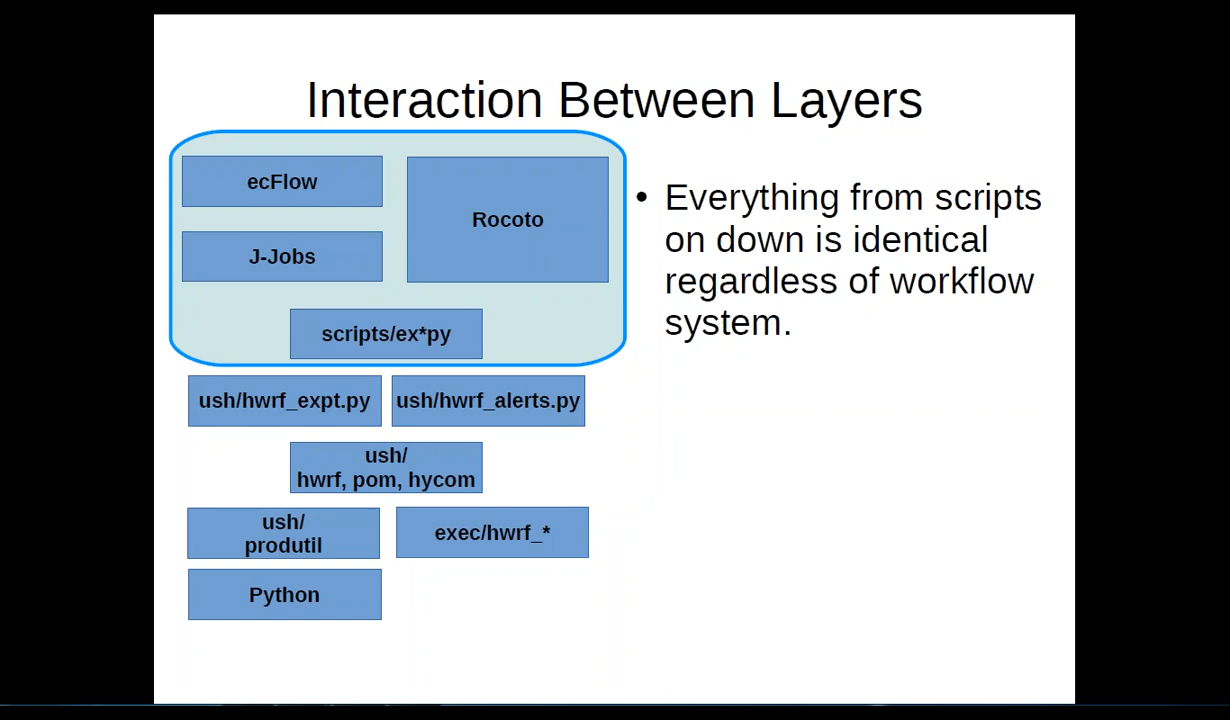 Interaction Between Layers
ecFlow
Rocoto
J-Jobs
scripts/ex*py
ush/hwrf_expt.py
ush/hwrf_alerts.py
ush/
hwrf, pom, hycom
ush/
produtil
exec/hwrf_*
Python
• Everything from scripts
on down is identical
regardless of workflow
system.